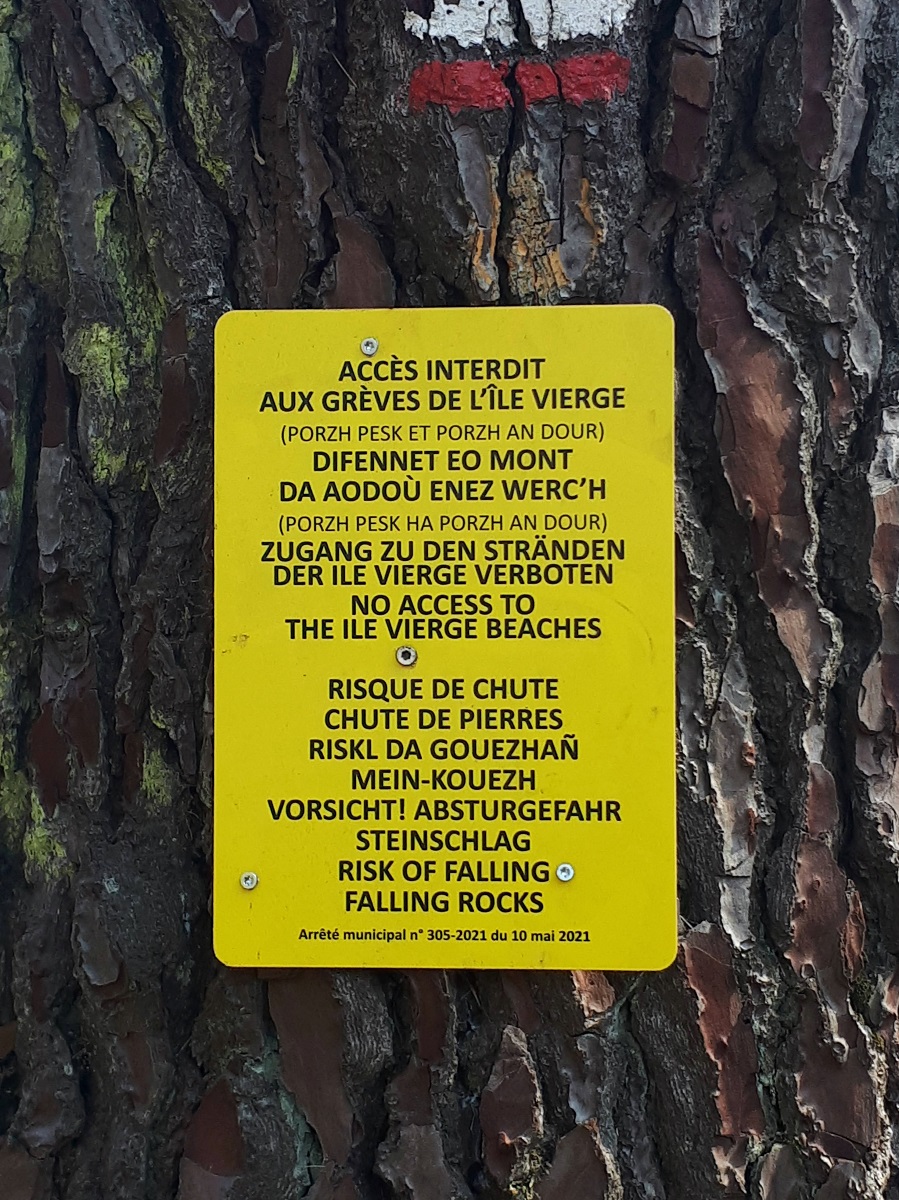 ACCÈS INTERDIT
AUX GRÈVES DE L'ÎLE VIERGE
(PORZH PESK ET PORZH AN DOUR)
DIFENNET EO MONT
DA AODOÙ ENEZ WERC'H
(PORZH PESK HA PORZH AN DOUR)
ZUGANG ZU DEN STRÄNDEN
DER ILE VIERGE VERBOTEN
NO ACCESS TO
THE ILE VIERGE BEACHES
RISQUE DE CHUTE
CHUTE DE PIERRES
RISKL DA GOUEZHAÑ
MEIN-KOUEZH
VORSICHT! ABSTURGEFAHR
STEINSCHLAG
RISK OF FALLING
FALLING ROCKS
Arrêté municipal n° 305-2021 du 10 mai 2021